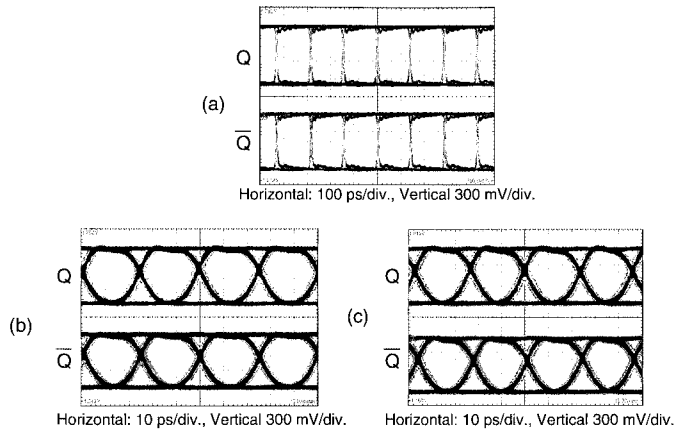 Q
(a)
Q
Horizontal: 100 ps/div., Vertical 300 mV/div.
Q
(b)
Q
Horizontal: 10 ps/div., Vertical 300 mV/div.
Q
(c)
Q
Horizontal: 10 ps/div., Vertical 300 mV/div.